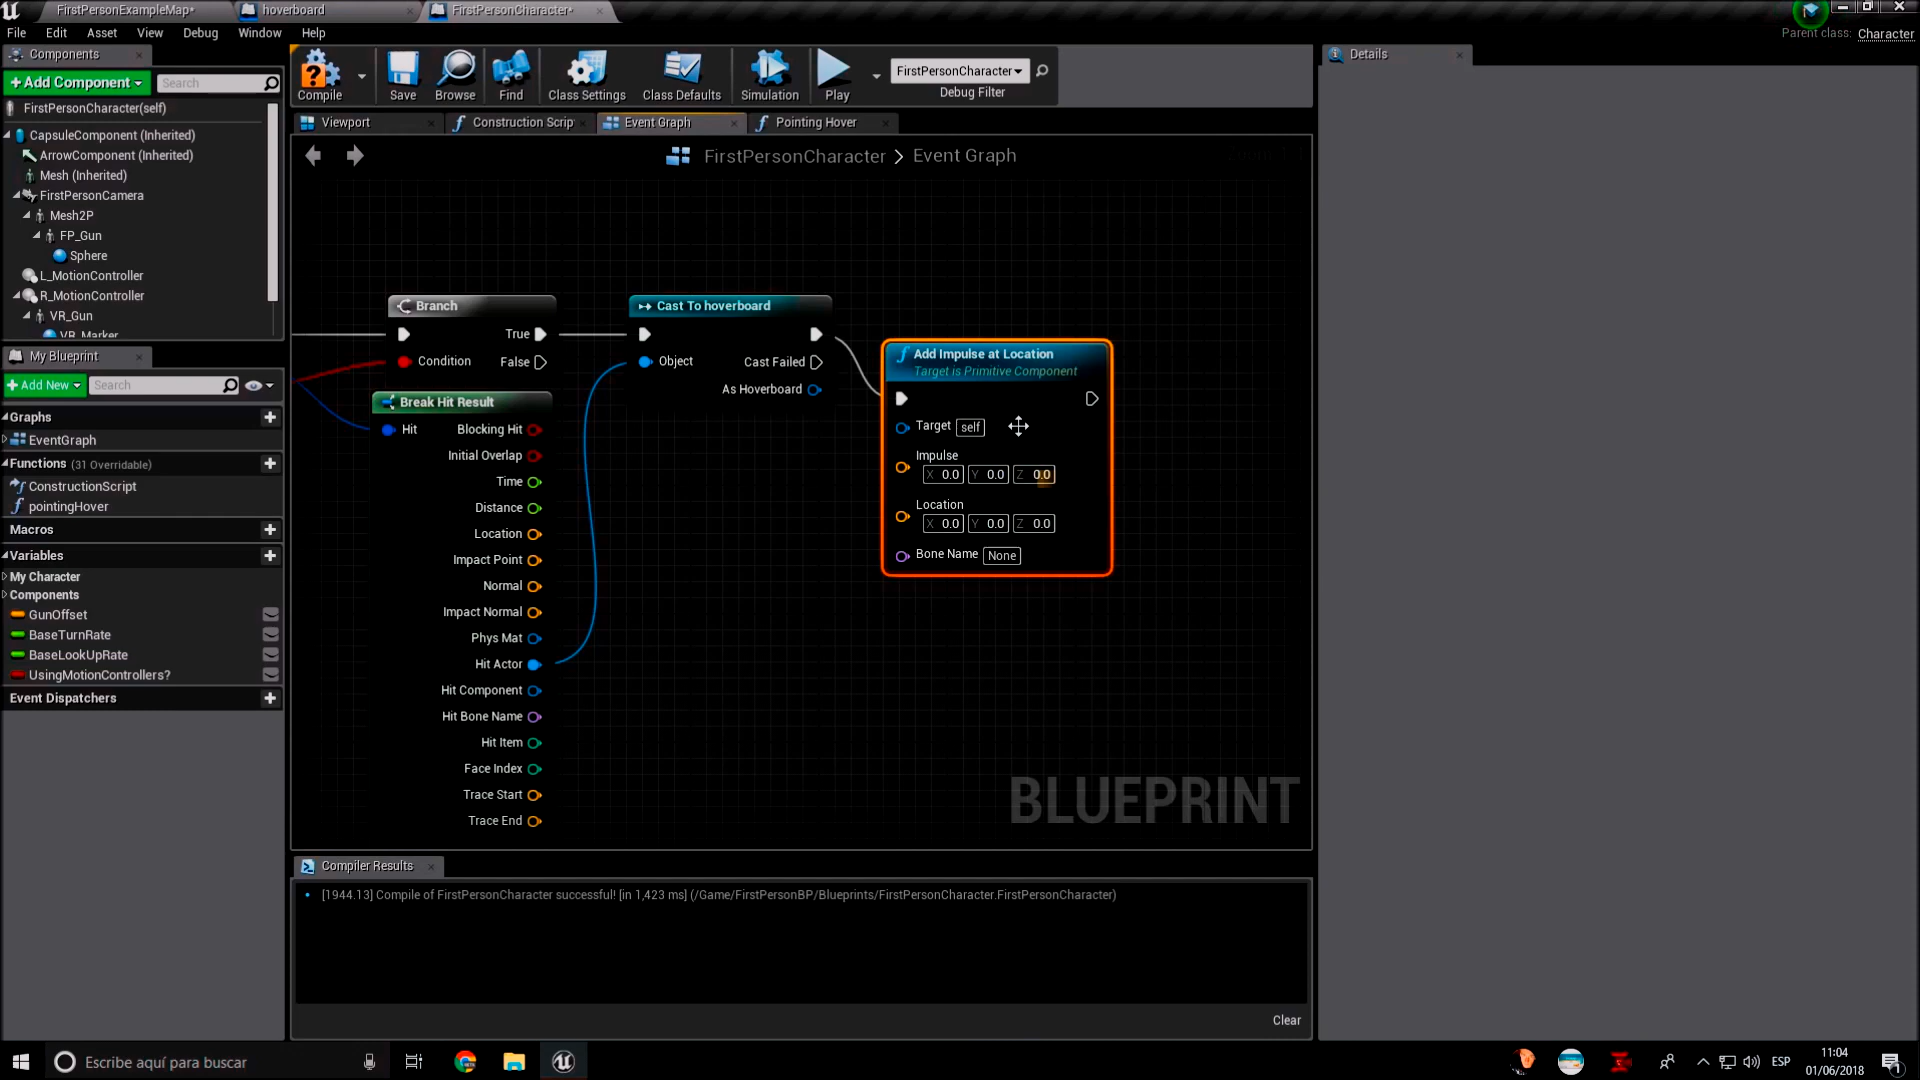 FirstPersonExampleMap*
hoverboard
FirstPersonCharacter*
File Edit Asset View Debug Window Help
Parent class: Character
Components
+Add Component
Search
FirstPersonCharacter(self)
CapsuleComponent (Inherited)
ArrowComponent (Inherited)
Mesh (Inherited)
FirstPersonCamera
Mesh2P
FP_Gun
Sphere
L_MotionController
R_MotionController
VR_Gun
VR_Marker
My Blueprint
+Add New
Search
Graphs
EventGraph
Functions (31 Overridable)
ConstructionScript
pointingHover
Macros
Variables
My Character
Components
GunOffset
BaseTurnRate
BaseLookUpRate
UsingMotionControllers?
Event Dispatchers
Compile
Save
Browse
Find
Class Settings
Class Defaults
Simulation
Play
FirstPersonCharacter
Debug Filter
Viewport
Construction Scrip
Event Graph
Pointing Hover
FirstPersonCharacter > Event Graph
Branch
True
Condition
False
Cast To hoverboard
Object
Cast Failed
As Hoverboard
Break Hit Result
Hit
Blocking Hit
Initial Overlap
Time
Distance
Location
Impact Point
Normal
Impact Normal
Phys Mat
Hit Actor
Hit Component
Hit Bone Name
Hit Item
Face Index
Trace Start
Trace End
Add Impulse at Location
Target is Primitive Component
Target self
Impulse
X 0.0 Y 0.0 Z 0.0
Location
X 0.0 Y 0.0 Z 0.0
Bone Name None
BLUEPRINT
Compiler Results
[1944.13] Compile of FirstPersonCharacter successful! [in 1,423 ms] (/Game/FirstPersonBP/Blueprints/FirstPersonCharacter.FirstPersonCharacter)
Clear
Details
Escribe aquí para buscar
ESP
11:04
01/06/2018
1